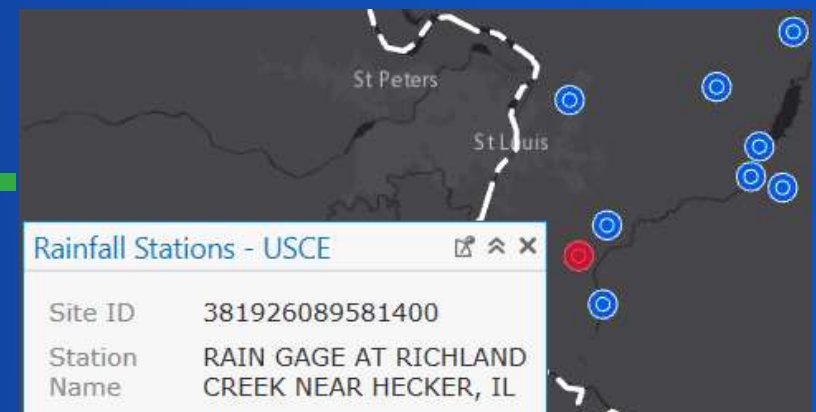 St Peters
St Louis
Rainfall Stations - USCE
Site ID 381926089581400
Station Name RAIN GAGE AT RICHLAND
CREEK NEAR HECKER, IL